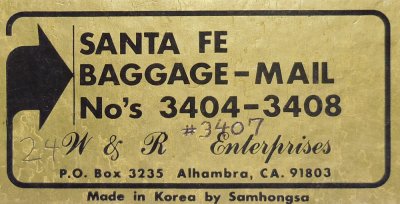 SANTA FE
BAGGAGE-MAIL
No's 3404-3408
#3407
24 W & R Enterprises
P.O. Box 3235 Alhambra, CA. 91803
Made in Korea by Samhongsa